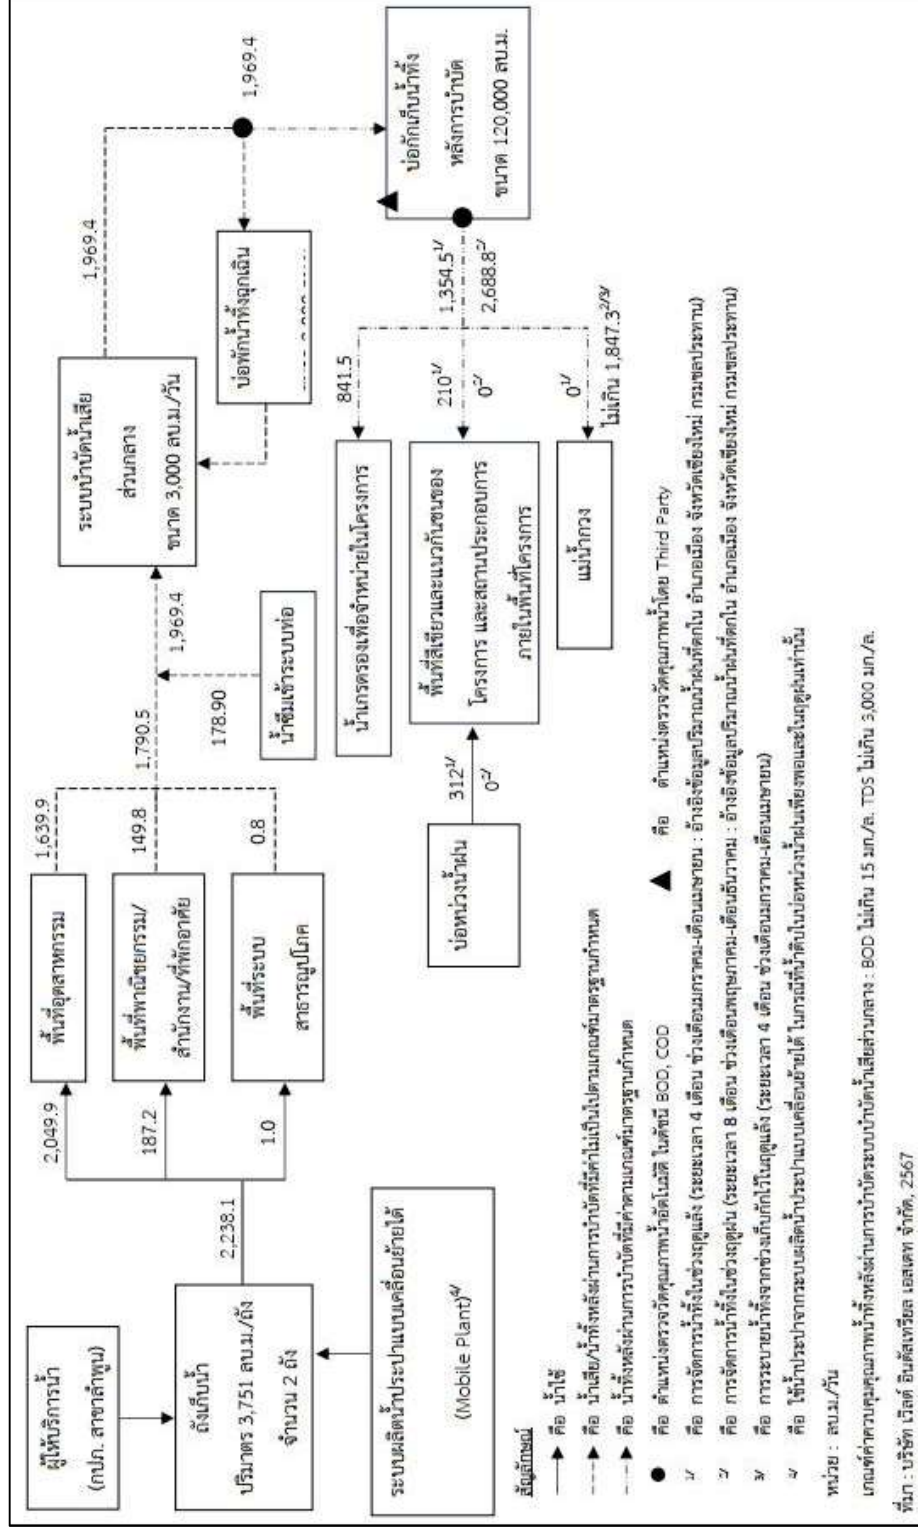 ผู้ให้บริการน้ำ
(กปภ. สาขาลำพูน)
ถังเก็บน้ำ
ปริมาตร 3,751 ลบ.ม./ถัง
จำนวน 2 ถัง
ระบบผลิตน้ำประปาแบบเคลื่อนย้ายได้
(Mobile Plant)4/
2,238.1
2,049.9
187.2
1.0
พื้นที่อุตสาหกรรม
พื้นที่พาณิชยกรรม/
สำนักงาน/ที่พักอาศัย
พื้นที่ระบบ
สาธารณูปโภค
1,639.9
149.8
0.8
1,790.5
178.90
น้ำซึมเข้าระบบท่อ
1,969.4
ระบบบำบัดน้ำเสีย
ส่วนกลาง
ขนาด 3,000 ลบ.ม./วัน
1,969.4
บ่อพักน้ำทิ้งฉุกเฉิน
1,969.4
บ่อกักเก็บน้ำทิ้ง
หลังการบำบัด
ขนาด 120,000 ลบ.ม.
1,354.51/
2,688.82/
841.5
2101/
02/
01/
ไม่เกิน 1,847.32/3/
น้ำเกรดรองเพื่อจำหน่ายในโครงการ
พื้นที่สีเขียวและแนวกันชนของ
โครงการ และสถานประกอบการ
ภายในพื้นที่โครงการ
แม่น้ำกวง
3121/
02/
บ่อหน่วงน้ำฝน
สัญลักษณ์
คือ น้ำใช้
คือ น้ำเสีย/น้ำทิ้งหลังผ่านการบำบัดที่มีค่าไม่เป็นไปตามเกณฑ์มาตรฐานกำหนด
คือ น้ำทิ้งหลังผ่านการบำบัดที่มีค่าตามเกณฑ์มาตรฐานกำหนด
คือ ตำแหน่งตรวจวัดคุณภาพน้ำอัตโนมัติ ในดัชนี BOD, COD
คือ ตำแหน่งตรวจวัดคุณภาพน้ำโดย Third Party
1/ คือ การจัดการน้ำทิ้งในช่วงฤดูแล้ง (ระยะเวลา 4 เดือน ช่วงเดือนมกราคม-เดือนเมษายน : อ้างอิงข้อมูลปริมาณน้ำฝนที่ตกใน อำเภอเมือง จังหวัดเชียงใหม่ กรมชลประทาน)
2/ คือ การจัดการน้ำทิ้งในช่วงฤดูฝน (ระยะเวลา 8 เดือน ช่วงเดือนพฤษภาคม-เดือนธันวาคม : อ้างอิงข้อมูลปริมาณน้ำฝนที่ตกใน อำเภอเมือง จังหวัดเชียงใหม่ กรมชลประทาน)
3/ คือ การระบายน้ำทิ้งจากช่วงเก็บกักไว้ในฤดูแล้ง (ระยะเวลา 4 เดือน ช่วงเดือนมกราคม-เดือนเมษายน)
4/ คือ ใช้น้ำประปาจากระบบผลิตน้ำประปาแบบเคลื่อนย้ายได้ ในกรณีที่น้ำดิบในบ่อหน่วงน้ำฝนเพียงพอและในฤดูฝนเท่านั้น
หน่วย : ลบ.ม./วัน
เกณฑ์ค่าควบคุมคุณภาพน้ำทิ้งหลังผ่านการบำบัดระบบบำบัดน้ำเสียส่วนกลาง : BOD ไม่เกิน 15 มก./ล. TDS ไม่เกิน 3,000 มก./ล.
ที่มา : บริษัท เวิลด์ อินดัสเทรียล เอสเตท จำกัด, 2567